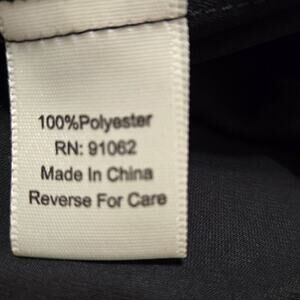 100%Polyester
RN: 91062
Made In China
Reverse For Care